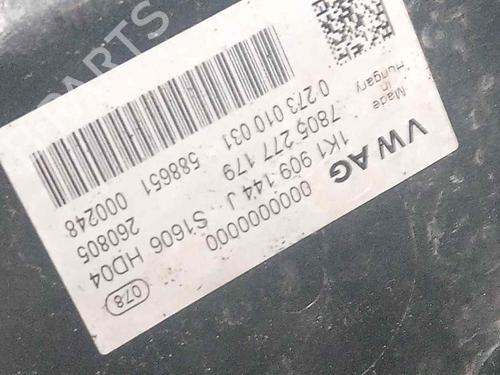 PARTS
Made
in
Hungary
VW AG
0000000000
1K1 909 144 J S1606 HD04
7805 277 179 260805
0 273 010 031 588651 000248
078